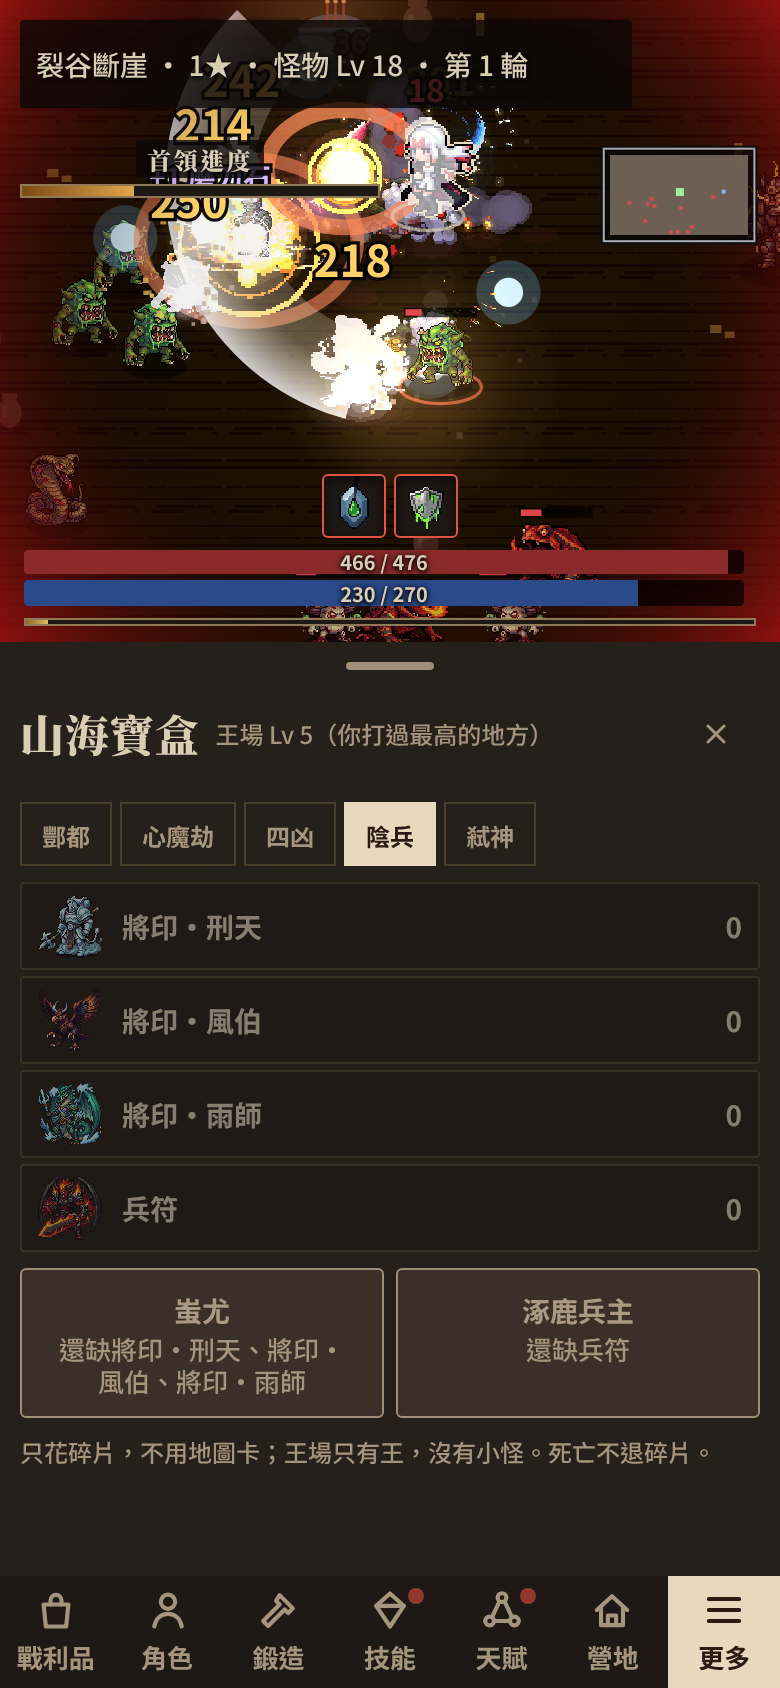 裂谷斷崖 · 1★ · 怪物 Lv 18 · 第 1 輪
36
242
18
214
首領進度
250
218
466 / 476
230 / 270
山海寶盒 王場 Lv 5（你打過最高的地方）
酆都 心魔劫 四凶 陰兵 弒神
將印・刑天 0
將印・風伯 0
將印・雨師 0
兵符 0
蚩尤
還缺將印・刑天、將印・
風伯、將印・雨師
涿鹿兵主
還缺兵符
只花碎片，不用地圖卡；王場只有王，沒有小怪。死亡不退碎片。
戰利品 角色 鍛造 技能 天賦 營地 更多